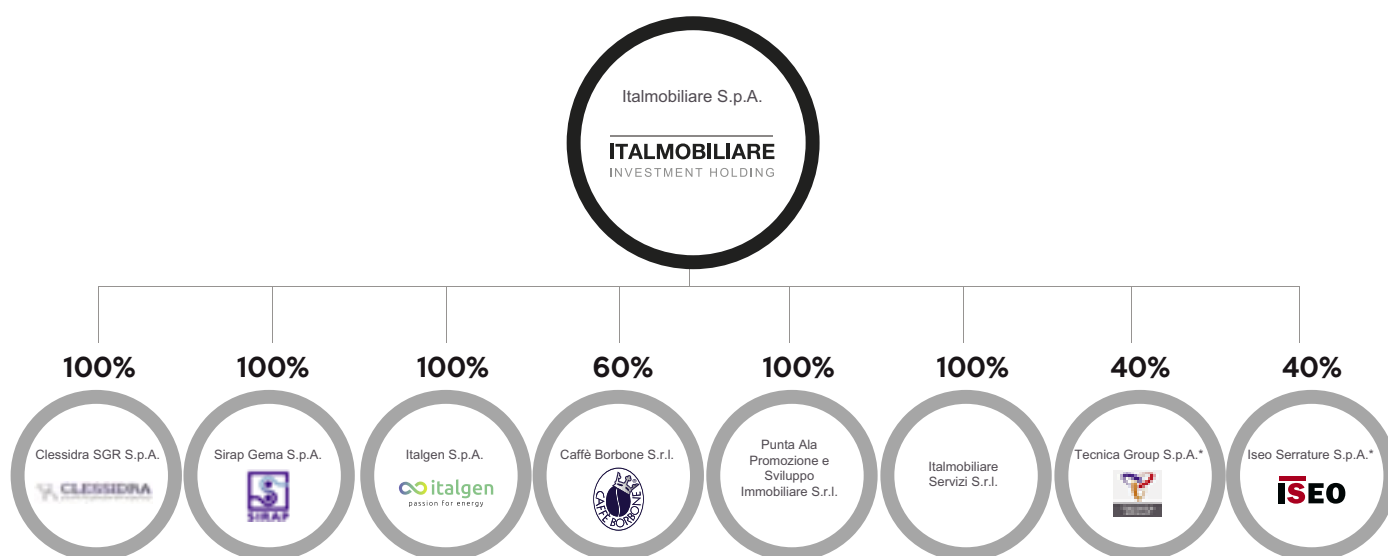 Italmobiliare S.p.A.
ITALMOBILIARE
INVESTMENT HOLDING
100%
100%
100%
60%
100%
100%
40%
40%
Clessidra SGR S.p.A.
CLESSIDRA
Sirap Gema S.p.A.
SIRAP
Italgen S.p.A.
italgen
passion for energy
Caffè Borbone S.r.l.
CAFFÈ BORBONE
Punta Ala
Promozione e
Sviluppo
Immobiliare S.r.l.
Italmobiliare
Servizi S.r.l.
Tecnica Group S.p.A.*
Iseo Serrature S.p.A.*
ISEO